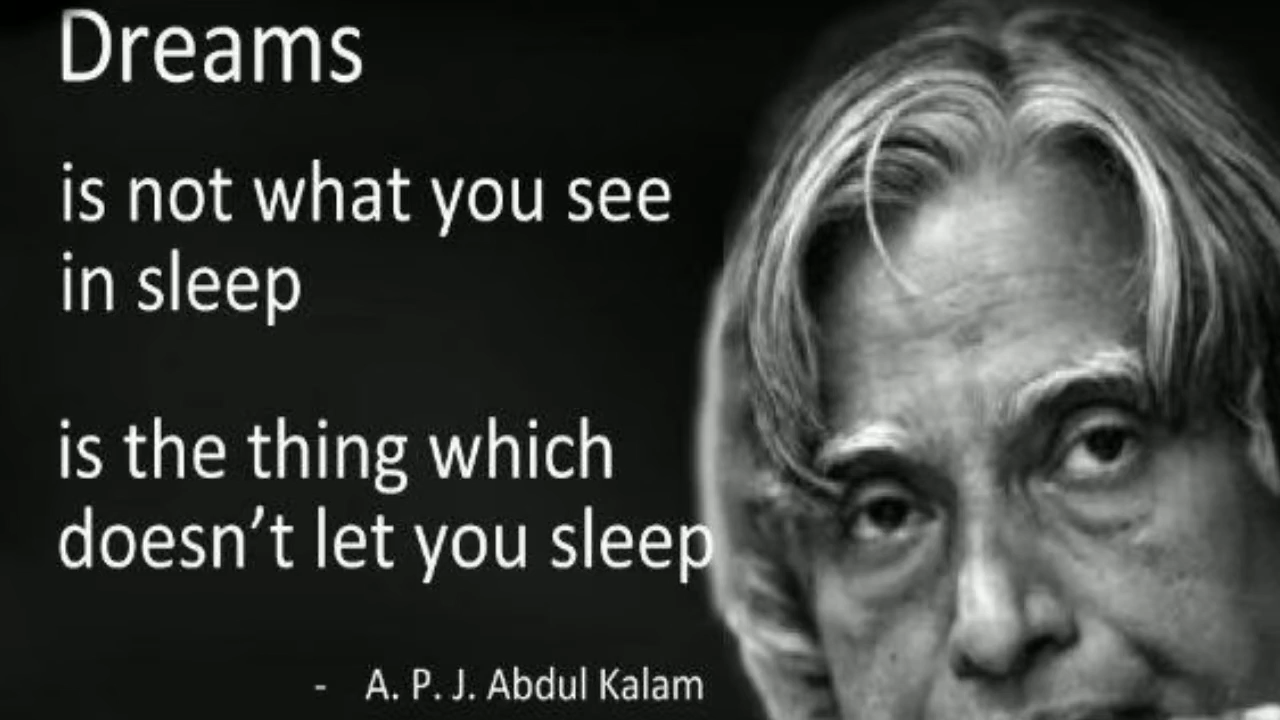 Dreams
is not what you see
in sleep
is the thing which
doesn't let you sleep
- A. P. J. Abdul Kalam